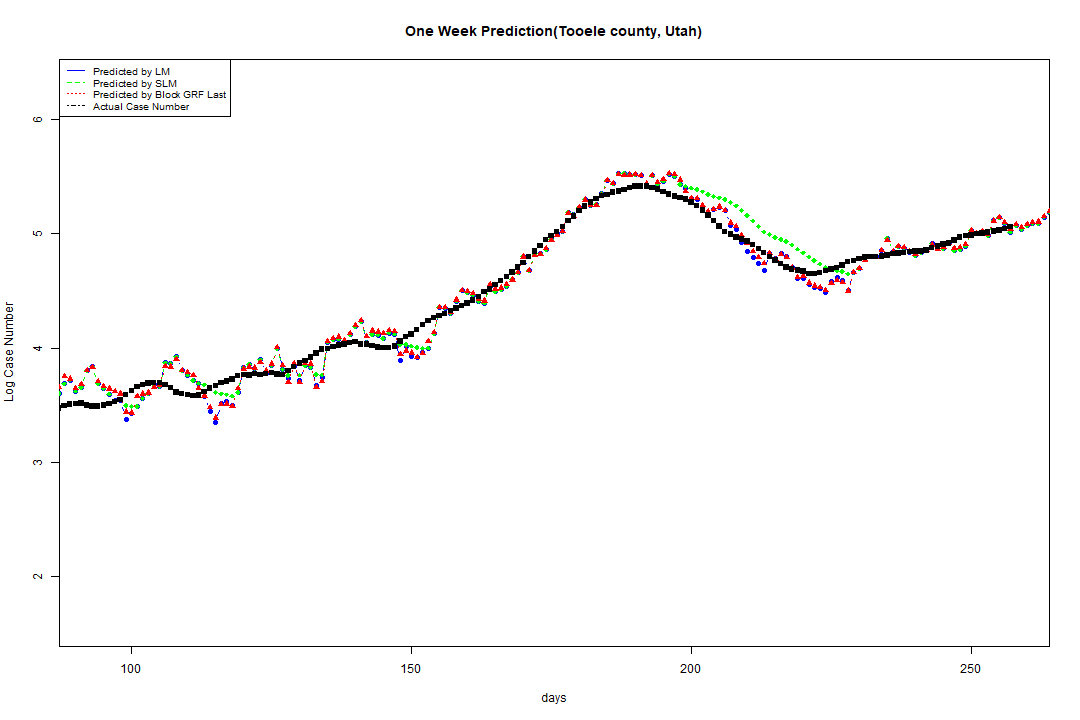 One Week Prediction(Tooele county, Utah)
Predicted by LM
Predicted by SLM
Predicted by Block GRF Last
Actual Case Number
6
5
4
3
2
Log Case Number
100 150 200 250
days